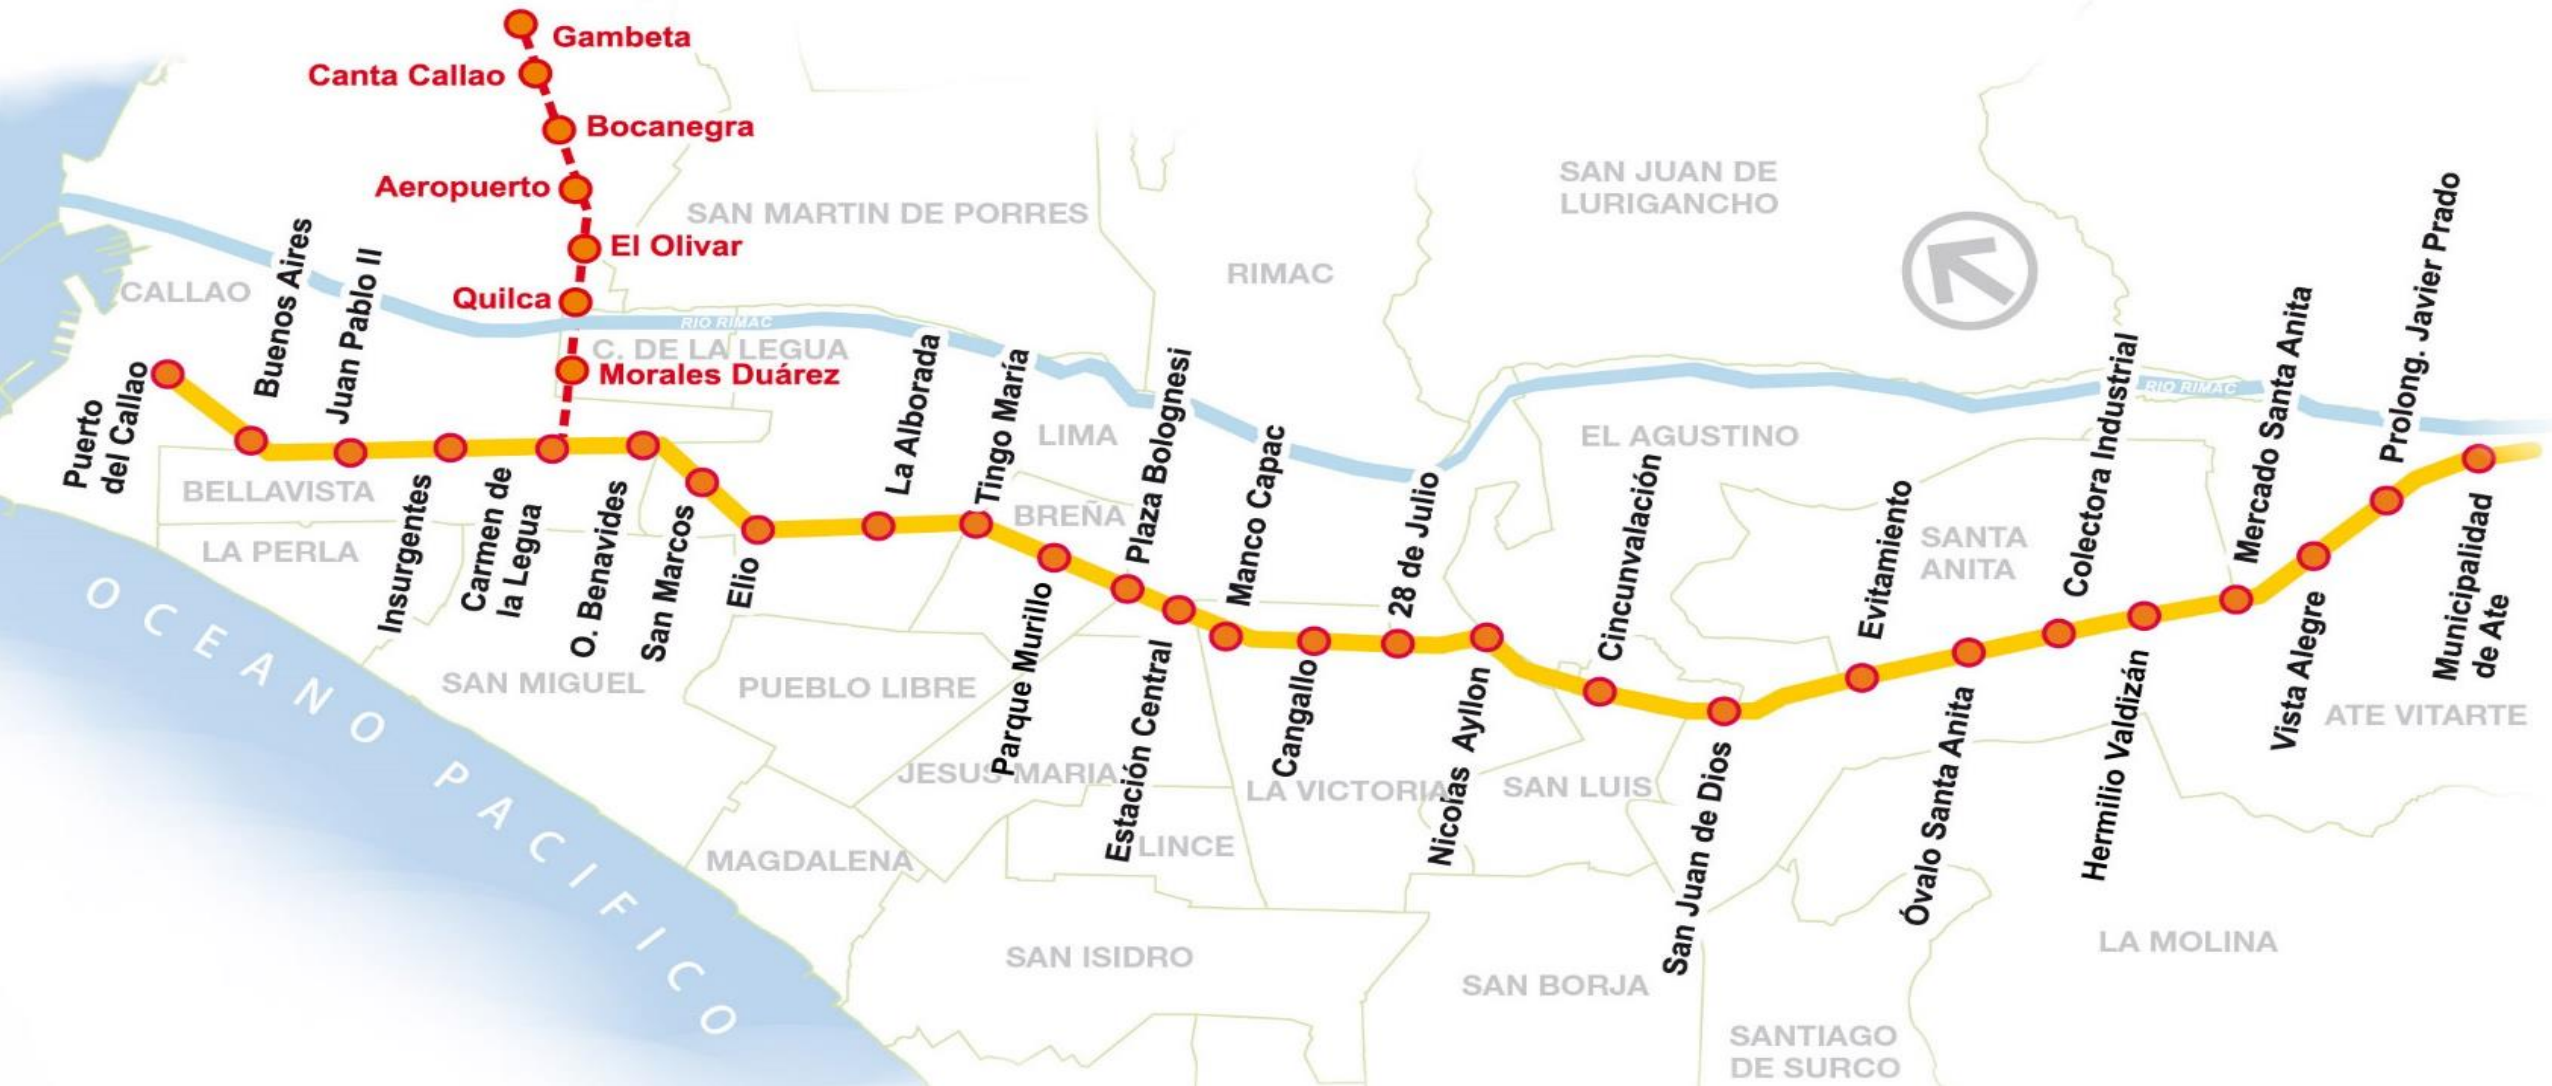 Gambeta
Canta Callao
Bocanegra
Aeropuerto
El Olivar
Quilca
Morales Duárez
SAN MARTIN DE PORRES
SAN JUAN DE
LURIGANCHO
RIMAC
CALLAO
RIO RIMAC
C. DE LA LEGUA
RIO RIMAC
LIMA
EL AGUSTINO
BELLAVISTA
BREÑA
SANTA
ANITA
LA PERLA
SAN MIGUEL
PUEBLO LIBRE
JESUS MARIA
LA VICTORIA
SAN LUIS
ATE VITARTE
MAGDALENA
LINCE
SAN ISIDRO
SAN BORJA
LA MOLINA
SANTIAGO
DE SURCO
OCEANO PACIFICO
Puerto
del Callao
Buenos Aires
Juan Pablo II
Insurgentes
Carmen de
la Legua
O. Benavides
San Marcos
Elio
La Alborada
Tingo María
Parque Murillo
Plaza Bolognesi
Estación Central
Manco Capac
Cangallo
28 de Julio
Nicolas Ayllon
Cincunvalación
San Juan de Dios
Evitamiento
Óvalo Santa Anita
Colectora Industrial
Hermilio Valdizán
Mercado Santa Anita
Vista Alegre
Prolong. Javier Prado
Municipalidad
de Ate